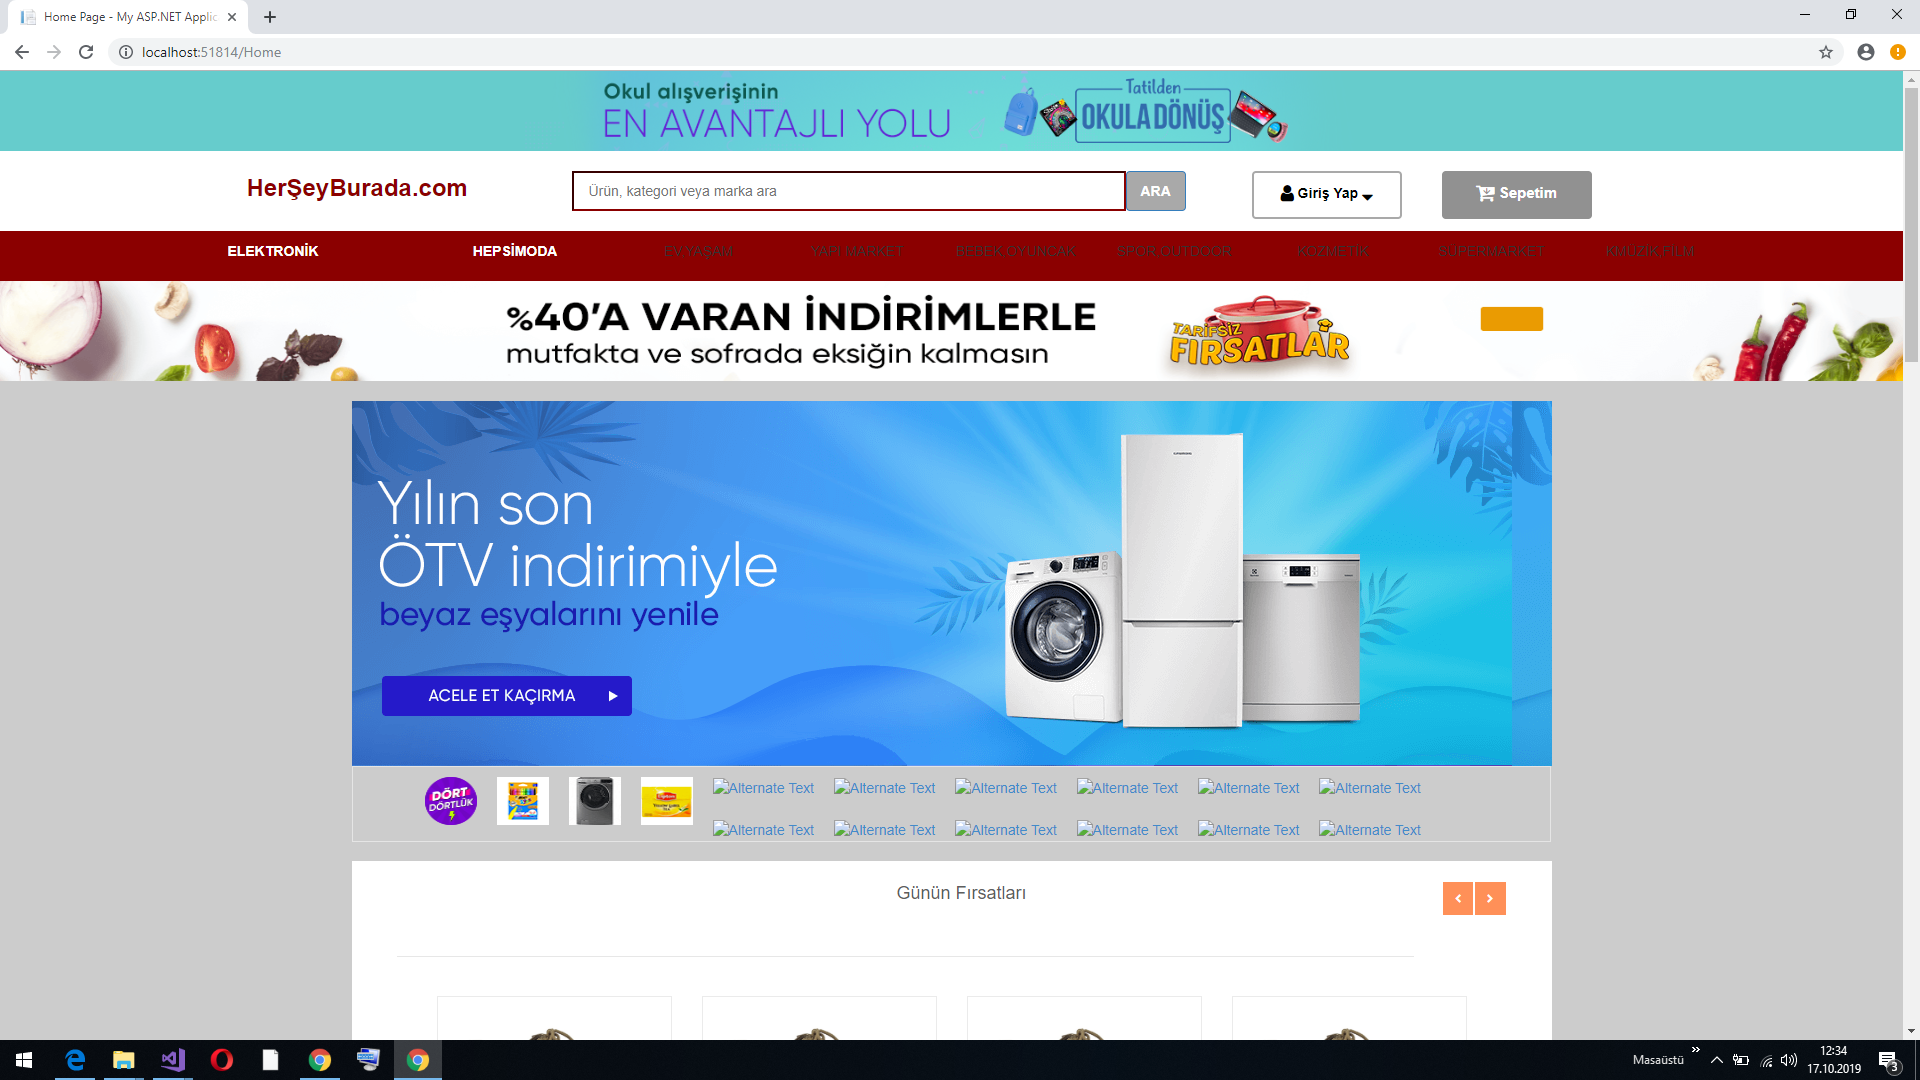 Home Page - My ASP.NET Applic
localhost:51814/Home
Okul alışverişinin
EN AVANTAJLI YOLU
Tatilden
OKULA DÖNÜŞ
HerŞeyBurada.com
Ürün, kategori veya marka ara
ARA
Giriş Yap
Sepetim
ELEKTRONİK
HEPSİMODA
EV,YAŞAM
YAPI MARKET
BEBEK OYUNCAK
SPOR OUTDOOR
KOZMETİK
SÜPERMARKET
KMÜZİK FİLM
%40'A VARAN İNDİRİMLERLE
mutfakta ve sofrada eksiğin kalmasın
TARİFSİZ
FIRSATLAR
Yılın son
ÖTV indirimiyle
beyaz eşyalarını yenile
ACELE ET KAÇIRMA
DÖRT
DÖRTLÜK
Alternate Text
Alternate Text
Alternate Text
Alternate Text
Alternate Text
Alternate Text
Alternate Text
Alternate Text
Alternate Text
Alternate Text
Alternate Text
Alternate Text
Günün Fırsatları
Masaüstü
12:34
17.10.2019
3